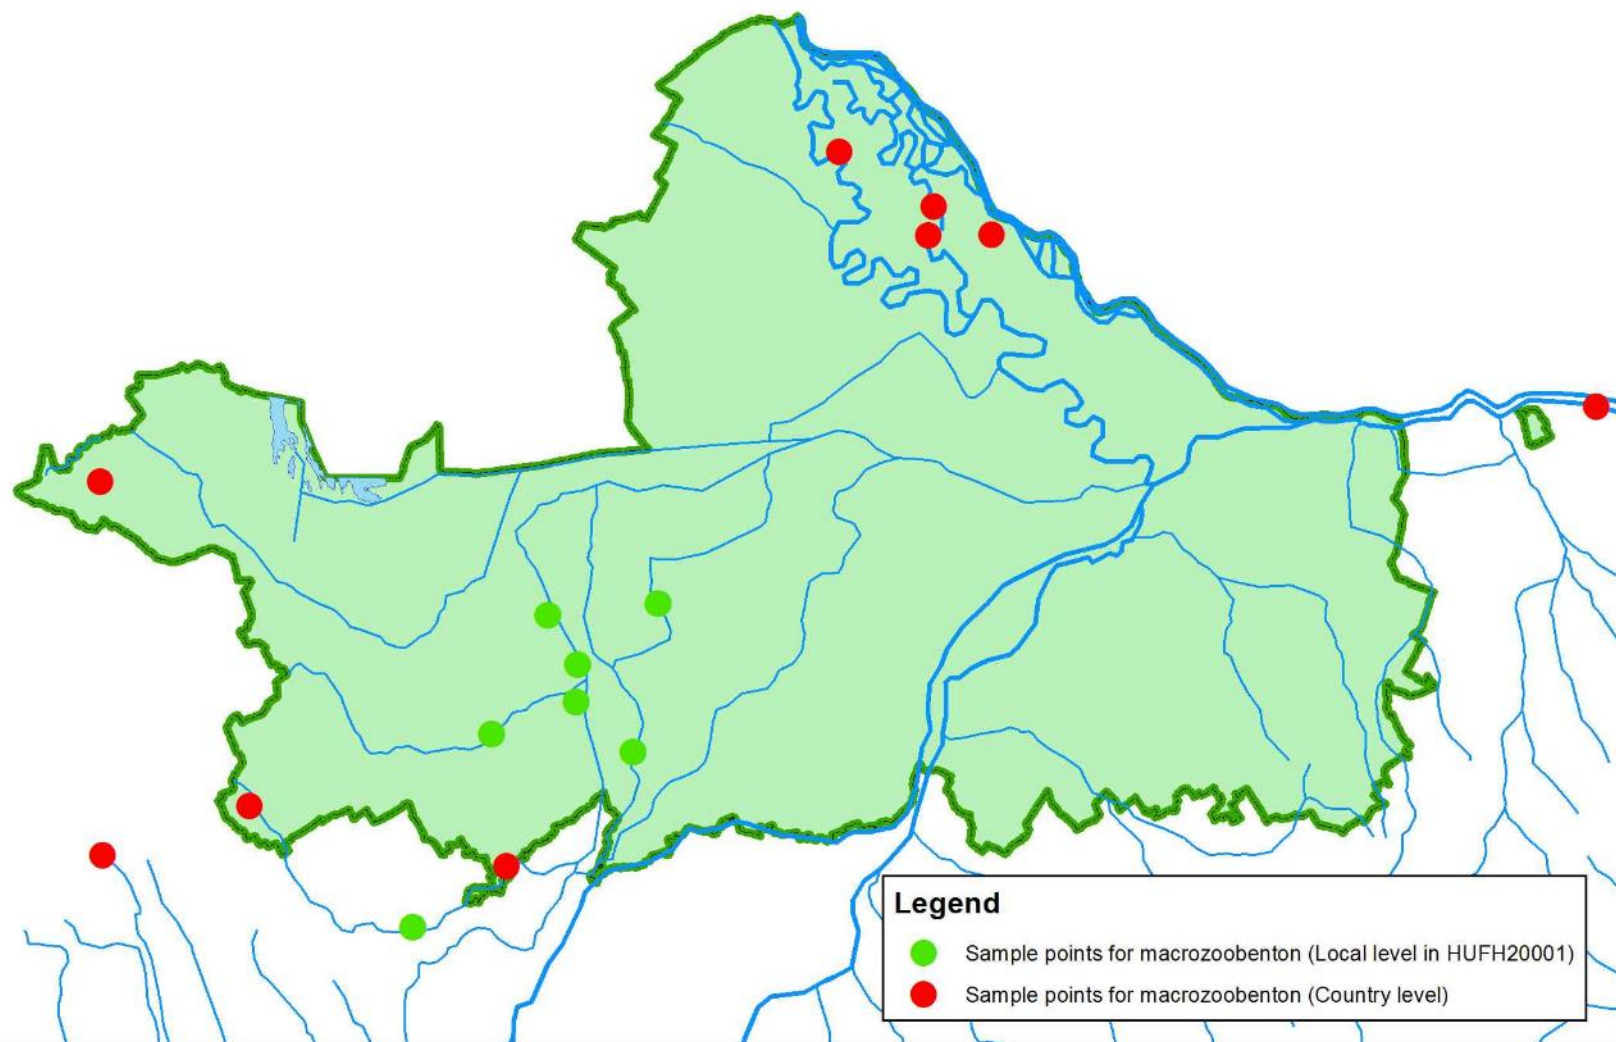 Legend
Sample points for macrozoobenton (Local level in HUFH20001)
Sample points for macrozoobenton (Country level)